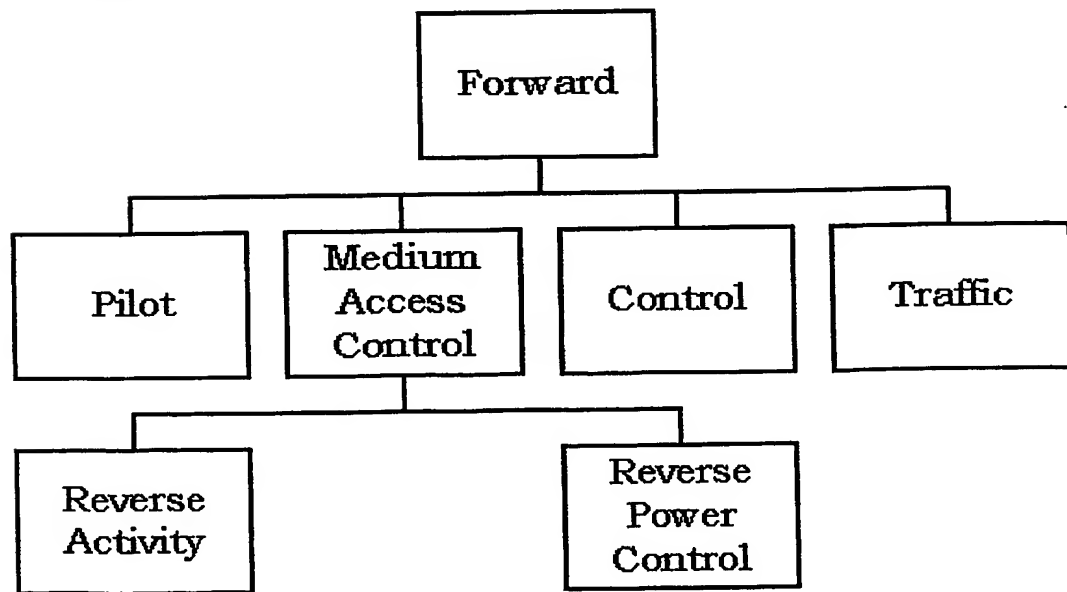 Forward
Pilot
Medium
Access
Control
Control
Traffic
Reverse
Activity
Reverse
Power
Control